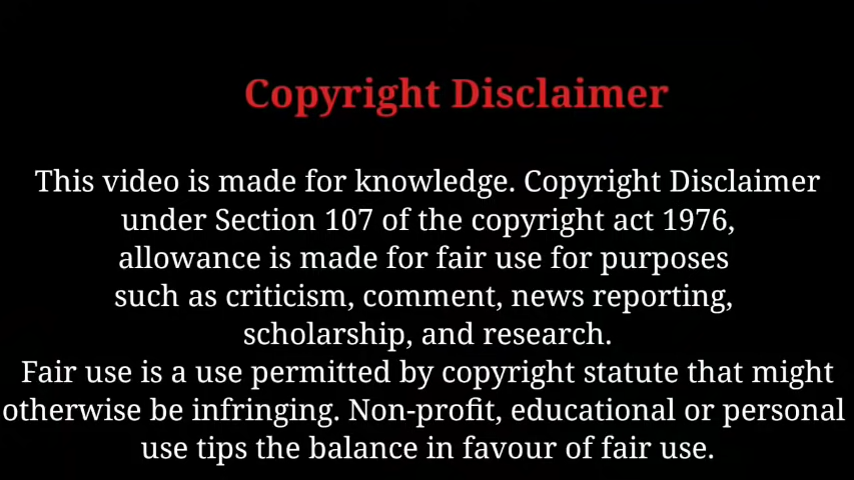 Copyright Disclaimer
This video is made for knowledge. Copyright Disclaimer
under Section 107 of the copyright act 1976,
allowance is made for fair use for purposes
such as criticism, comment, news reporting,
scholarship, and research.
Fair use is a use permitted by copyright statute that might
otherwise be infringing. Non-profit, educational or personal
use tips the balance in favour of fair use.